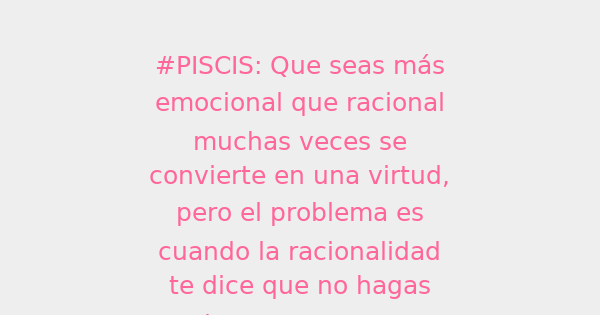 #PISCIS: Que seas más
emocional que racional
muchas veces se
convierte en una virtud,
pero el problema es
cuando la racionalidad
te dice que no hagas